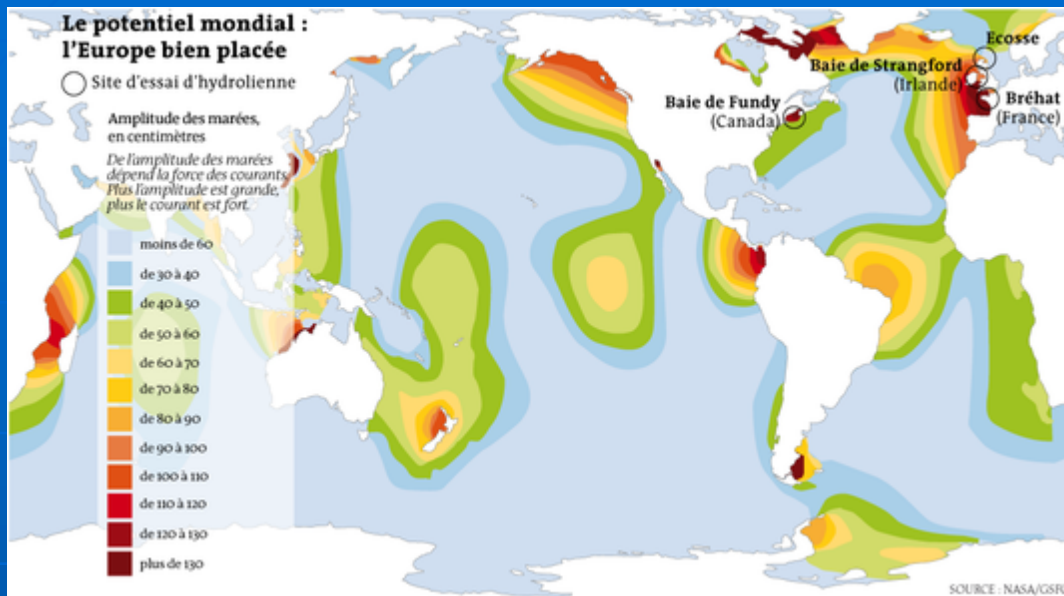 Le potentiel mondial :
l'Europe bien placée
Site d'essai d'hydrolienne
Amplitude des marées,
en centimètres
De l'amplitude des marées
dépend la force des courants.
Plus l'amplitude est grande,
plus le courant est fort.
moins de 60
de 30 à 40
de 40 à 50
de 50 à 60
de 60 à 70
de 70 à 80
de 80 à 90
de 90 à 100
de 100 à 110
de 110 à 120
de 120 à 130
plus de 130
Baie de Fundy
(Canada)
Ecosse
Baie de Strangford
(Irlande)
Bréhat
(France)
SOURCE : NASA/GSFC